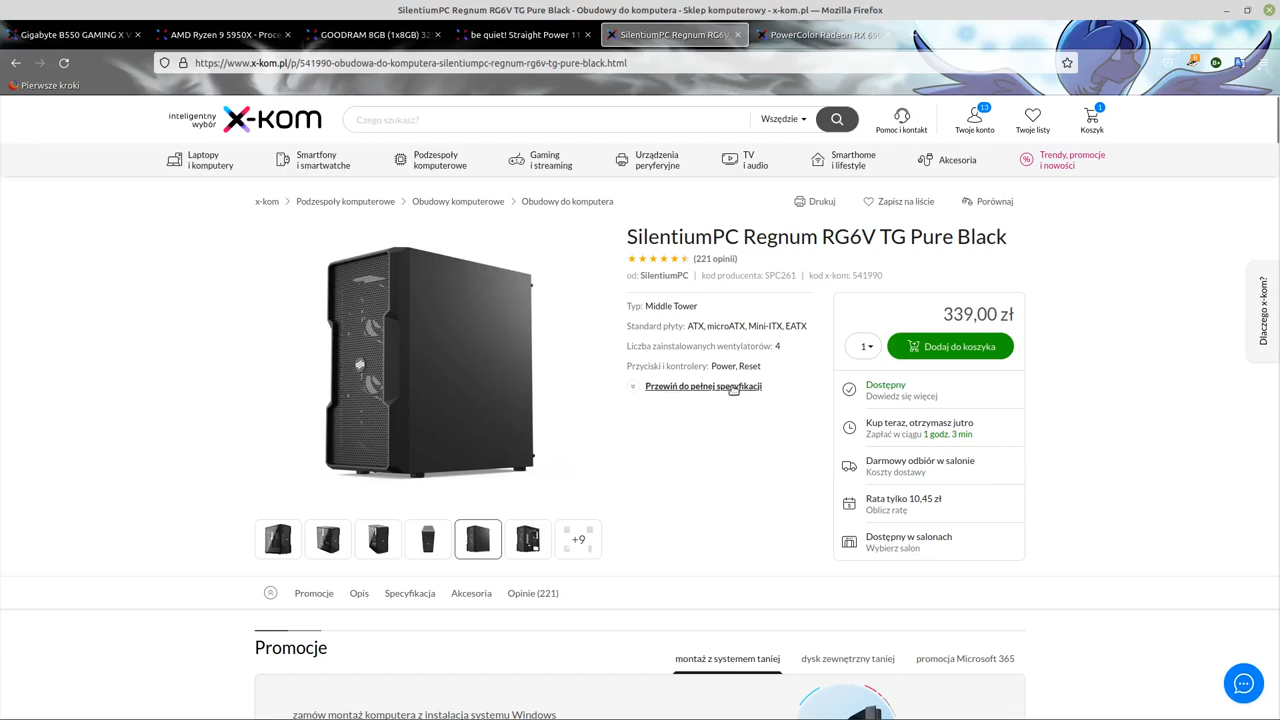 SilentiumPC Regnum RG6V TG Pure Black - Obudowy do komputera - Sklep komputerowy - x-kom.pl — Mozilla Firefox
Gigabyte B550 GAMING X V
AMD Ryzen 9 5950X - Proce
GOODRAM 8GB (1x8GB) 32
be quiet! Straight Power 11
SilentiumPC Regnum RG6V
PowerColor Radeon RX 69
https://www.x-kom.pl/p/541990-obudowa-do-komputera-silentiumpc-regnum-rg6v-tg-pure-black.html
Pierwsze kroki
inteligentny
wybór
x-kom
Czego szukasz?
Wszędzie
Pomoc i kontakt
13
Twoje konto
Twoje listy
1
Koszyk
Laptopy
i komputery
Smartfony
i smartwatche
Podzespoły
komputerowe
Gaming
i streaming
Urządzenia
peryferyjne
TV
i audio
Smarthome
i lifestyle
Akcesoria
Trendy, promocje
i nowości
x-kom
Podzespoły komputerowe
Obudowy komputerowe
Obudowy do komputera
Drukuj
Zapisz na liście
Porównaj
SilentiumPC Regnum RG6V TG Pure Black
(221 opinii)
od: SilentiumPC | kod producenta: SPC261 | kod x-kom: 541990
Typ: Middle Tower
Standard płyty: ATX, microATX, Mini-ITX, EATX
Liczba zainstalowanych wentylatorów: 4
Przyciski i kontrolery: Power, Reset
Przewiń do pełnej specyfikacji
339,00 zł
1
Dodaj do koszyka
Dostępny
Dowiedz się więcej
Kup teraz, otrzymasz jutro
Zapłać w ciągu 1 godz. 3 min
Darmowy odbiór w salonie
Koszty dostawy
Rata tylko 10,45 zł
Oblicz ratę
Dostępny w salonach
Wybierz salon
Dlaczego x-kom?
+9
Promocje
Opis
Specyfikacja
Akcesoria
Opinie (221)
Promocje
montaż z systemem taniej
dysk zewnętrzny taniej
promocja Microsoft 365
zamów montaż komputera z instalacją systemu Windows